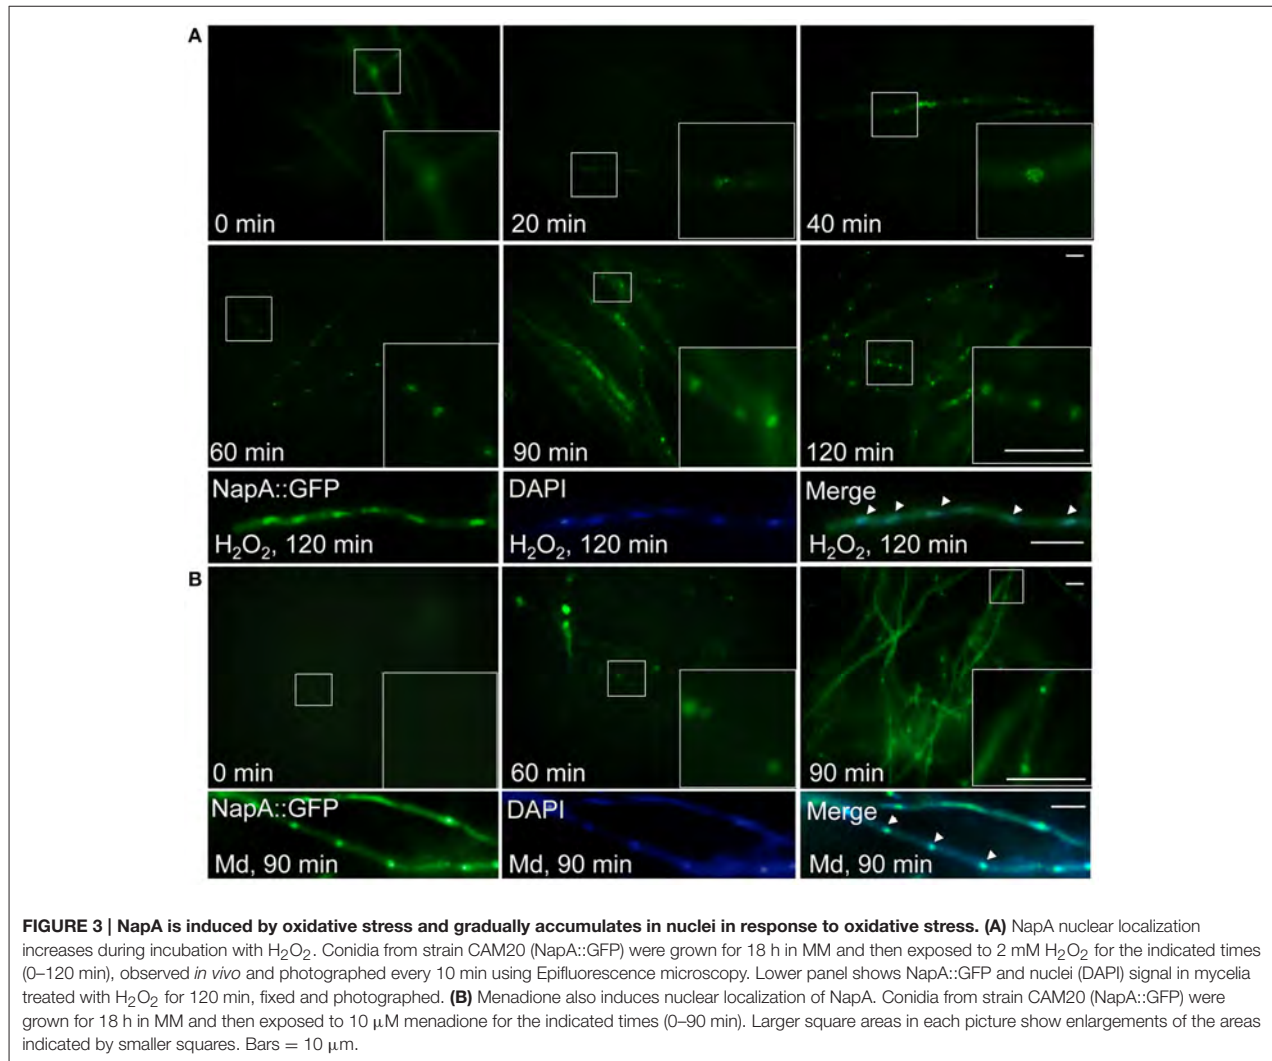 A
0 min
20 min
40 min
60 min
90 min
120 min
NapA::GFP
H₂O₂, 120 min
DAPI
H₂O₂, 120 min
Merge
H₂O₂, 120 min
B
0 min
60 min
90 min
NapA::GFP
Md, 90 min
DAPI
Md, 90 min
Merge
Md, 90 min
FIGURE 3 | NapA is induced by oxidative stress and gradually accumulates in nuclei in response to oxidative stress. (A) NapA nuclear localization
increases during incubation with H₂O₂. Conidia from strain CAM20 (NapA::GFP) were grown for 18 h in MM and then exposed to 2 mM H₂O₂ for the indicated times
(0–120 min), observed in vivo and photographed every 10 min using Epifluorescence microscopy. Lower panel shows NapA::GFP and nuclei (DAPI) signal in mycelia
treated with H₂O₂ for 120 min, fixed and photographed. (B) Menadione also induces nuclear localization of NapA. Conidia from strain CAM20 (NapA::GFP) were
grown for 18 h in MM and then exposed to 10 μM menadione for the indicated times (0–90 min). Larger square areas in each picture show enlargements of the areas
indicated by smaller squares. Bars = 10 μm.